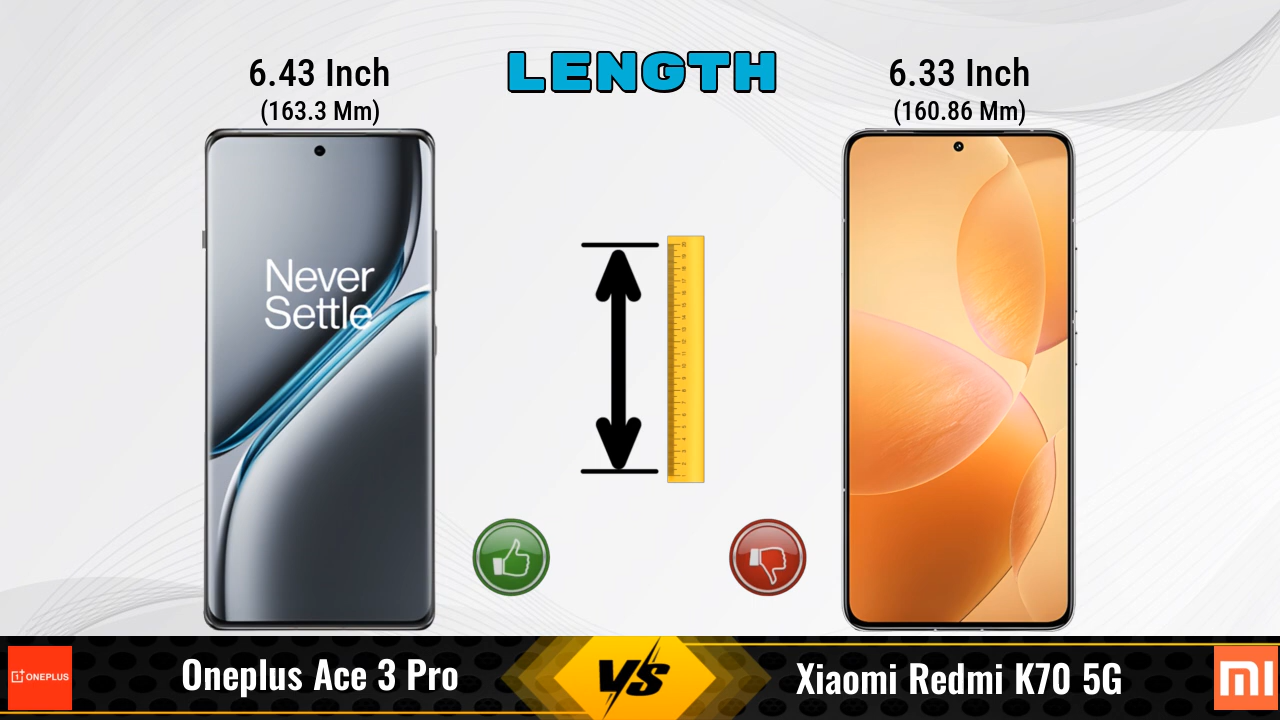 LENGTH
6.43 Inch
(163.3 Mm)
6.33 Inch
(160.86 Mm)
Never
Settle
ONEPLUS
Oneplus Ace 3 Pro
VS
Xiaomi Redmi K70 5G
MI